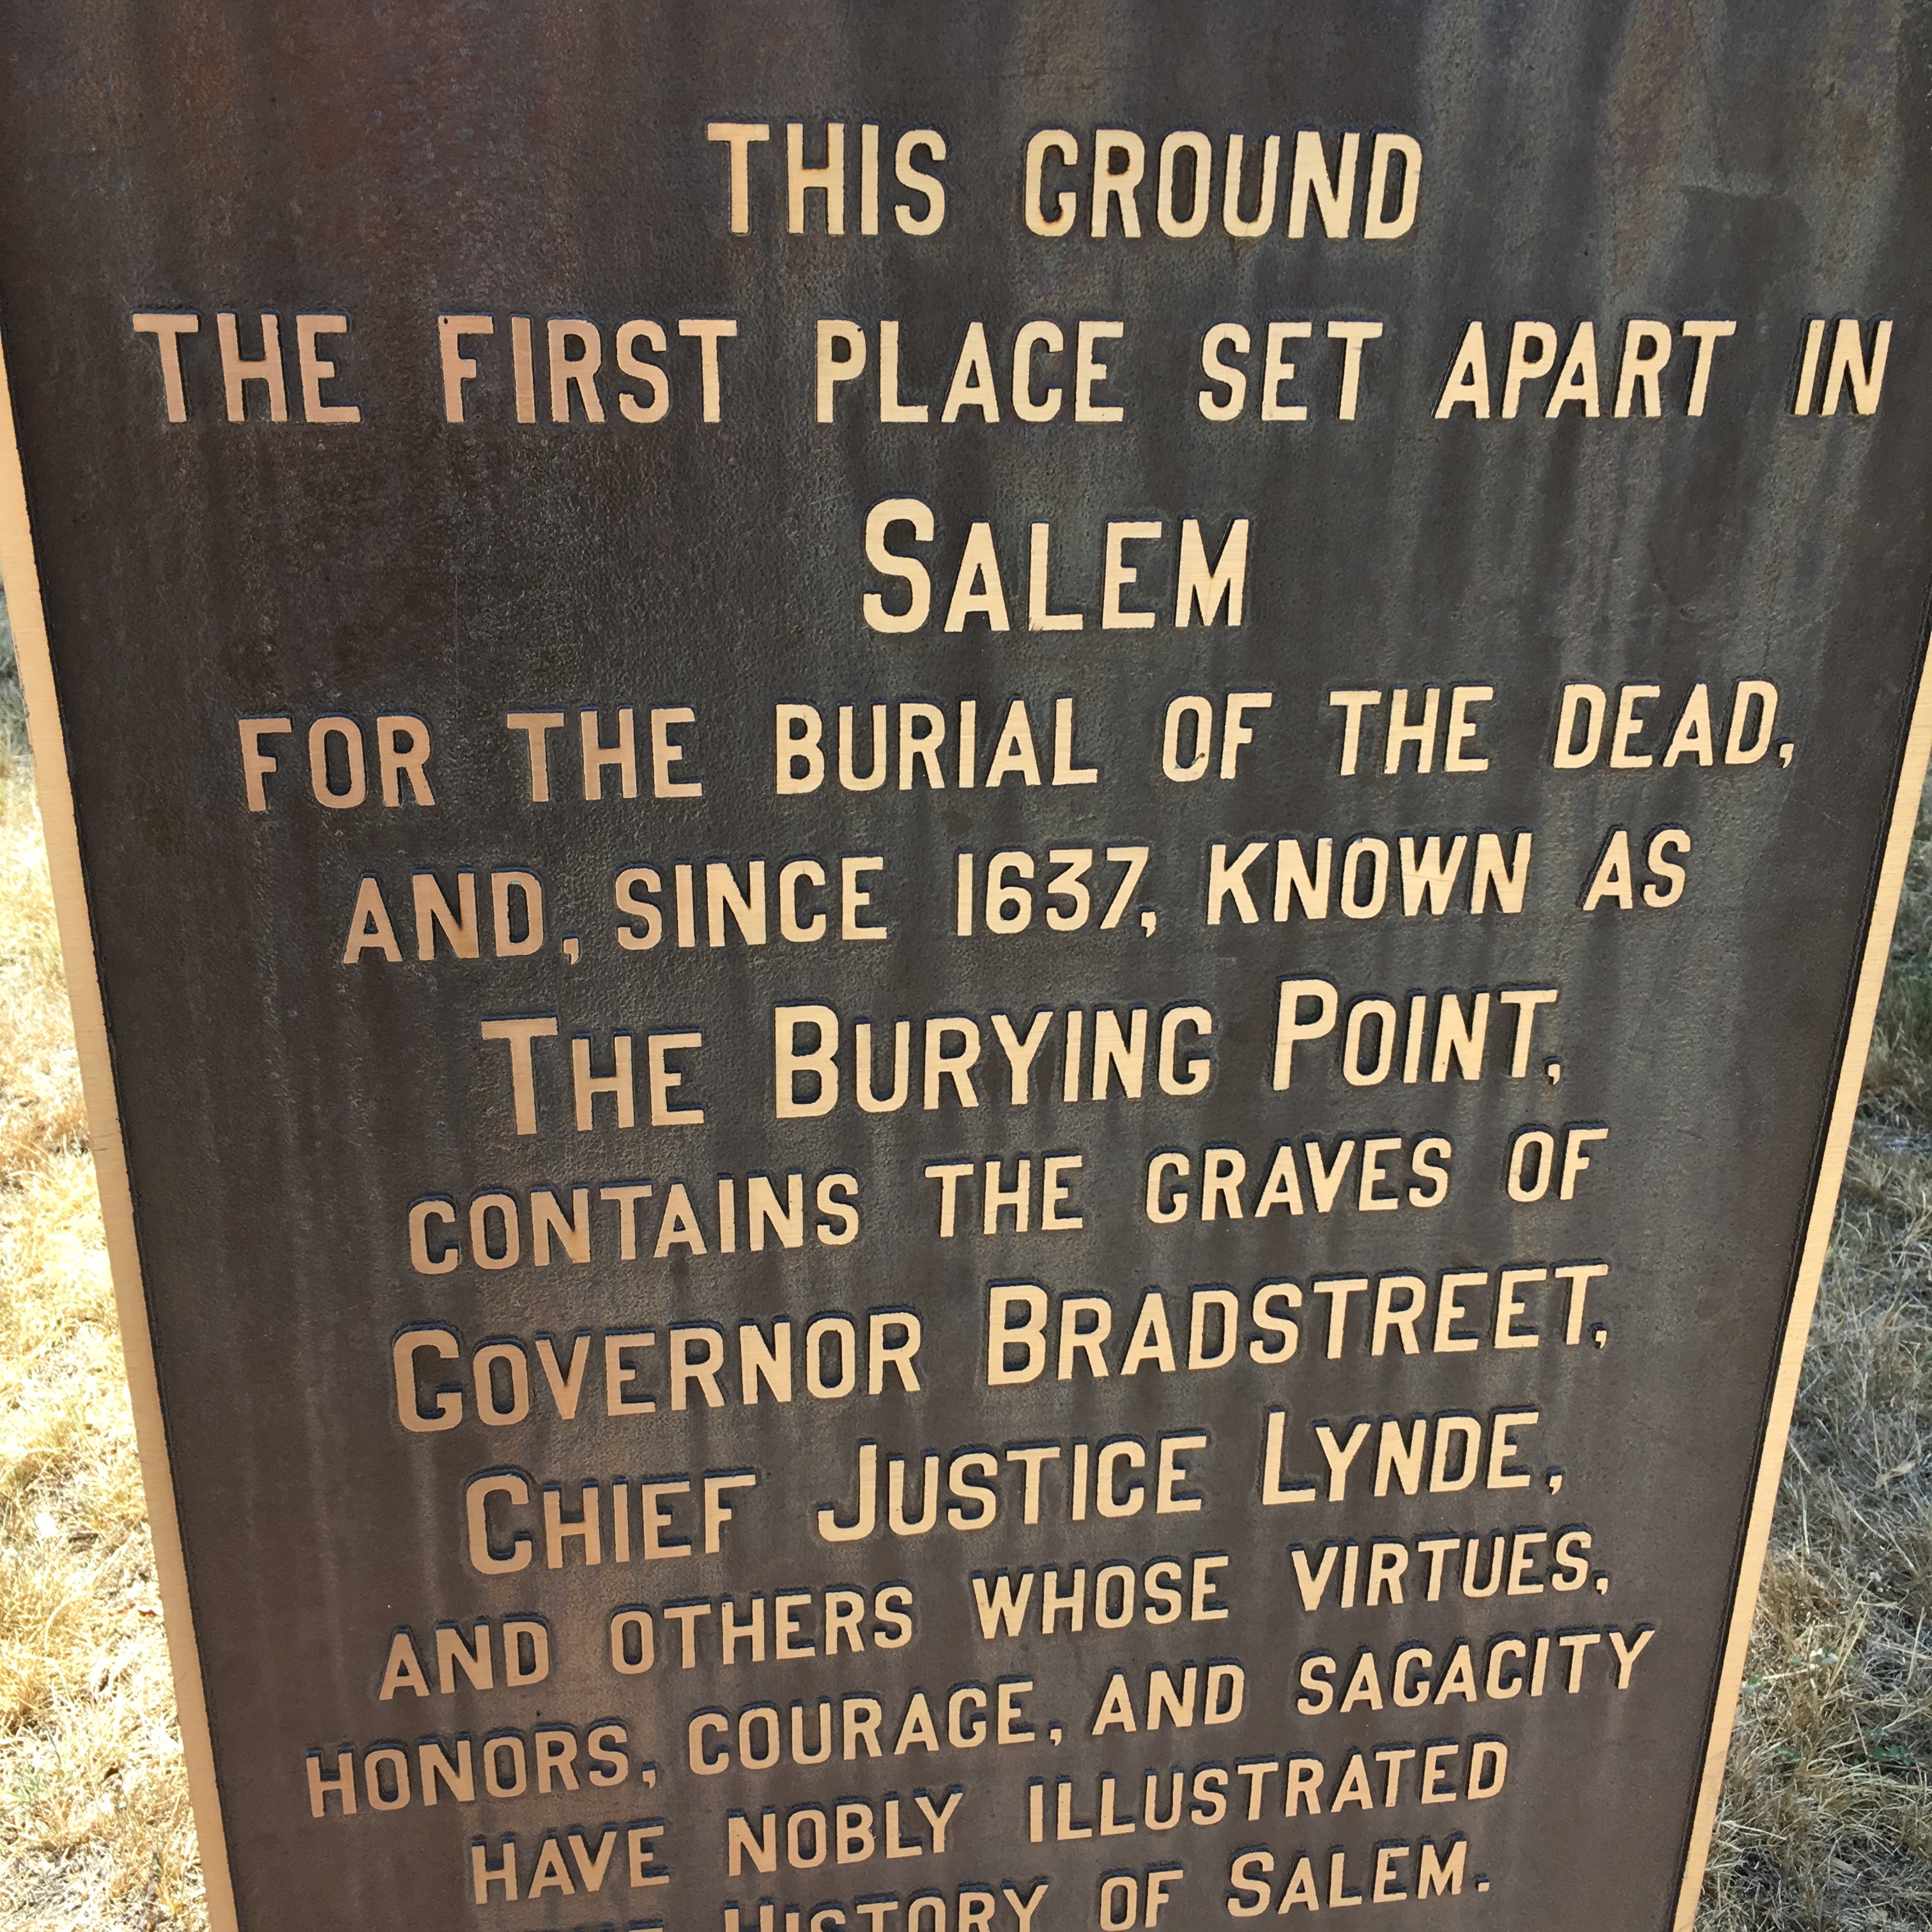 THIS GROUND
THE FIRST PLACE SET APART IN
SALEM
FOR THE BURIAL OF THE DEAD,
AND, SINCE 1637, KNOWN AS
THE BURYING POINT,
CONTAINS THE GRAVES OF
GOVERNOR BRADSTREET,
CHIEF JUSTICE LYNDE,
AND OTHERS WHOSE VIRTUES,
HONORS, COURAGE, AND SAGACITY
HAVE NOBLY ILLUSTRATED
THE HISTORY OF SALEM.